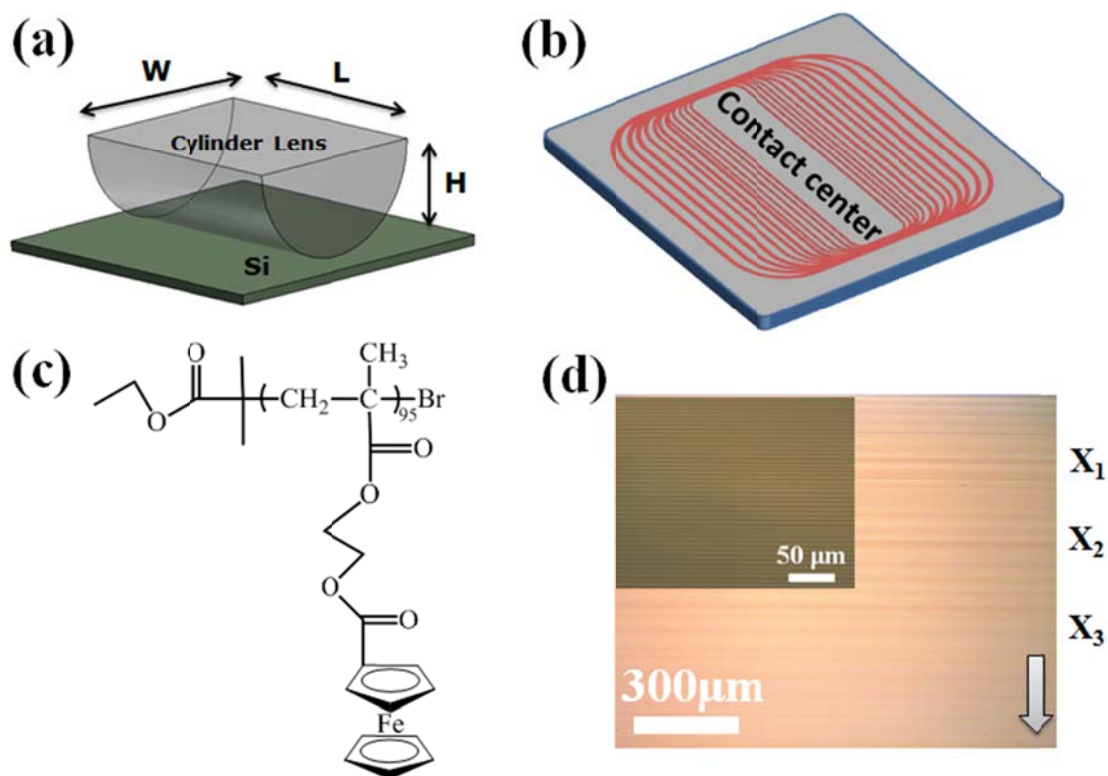 (a)
W
L
Cylinder Lens
H
Si
(b)
Contact center
(c)
O
O
CH2
CH3
C
95
Br
O
O
O
O
Fe
(d)
50 μm
300μm
X1
X2
X3